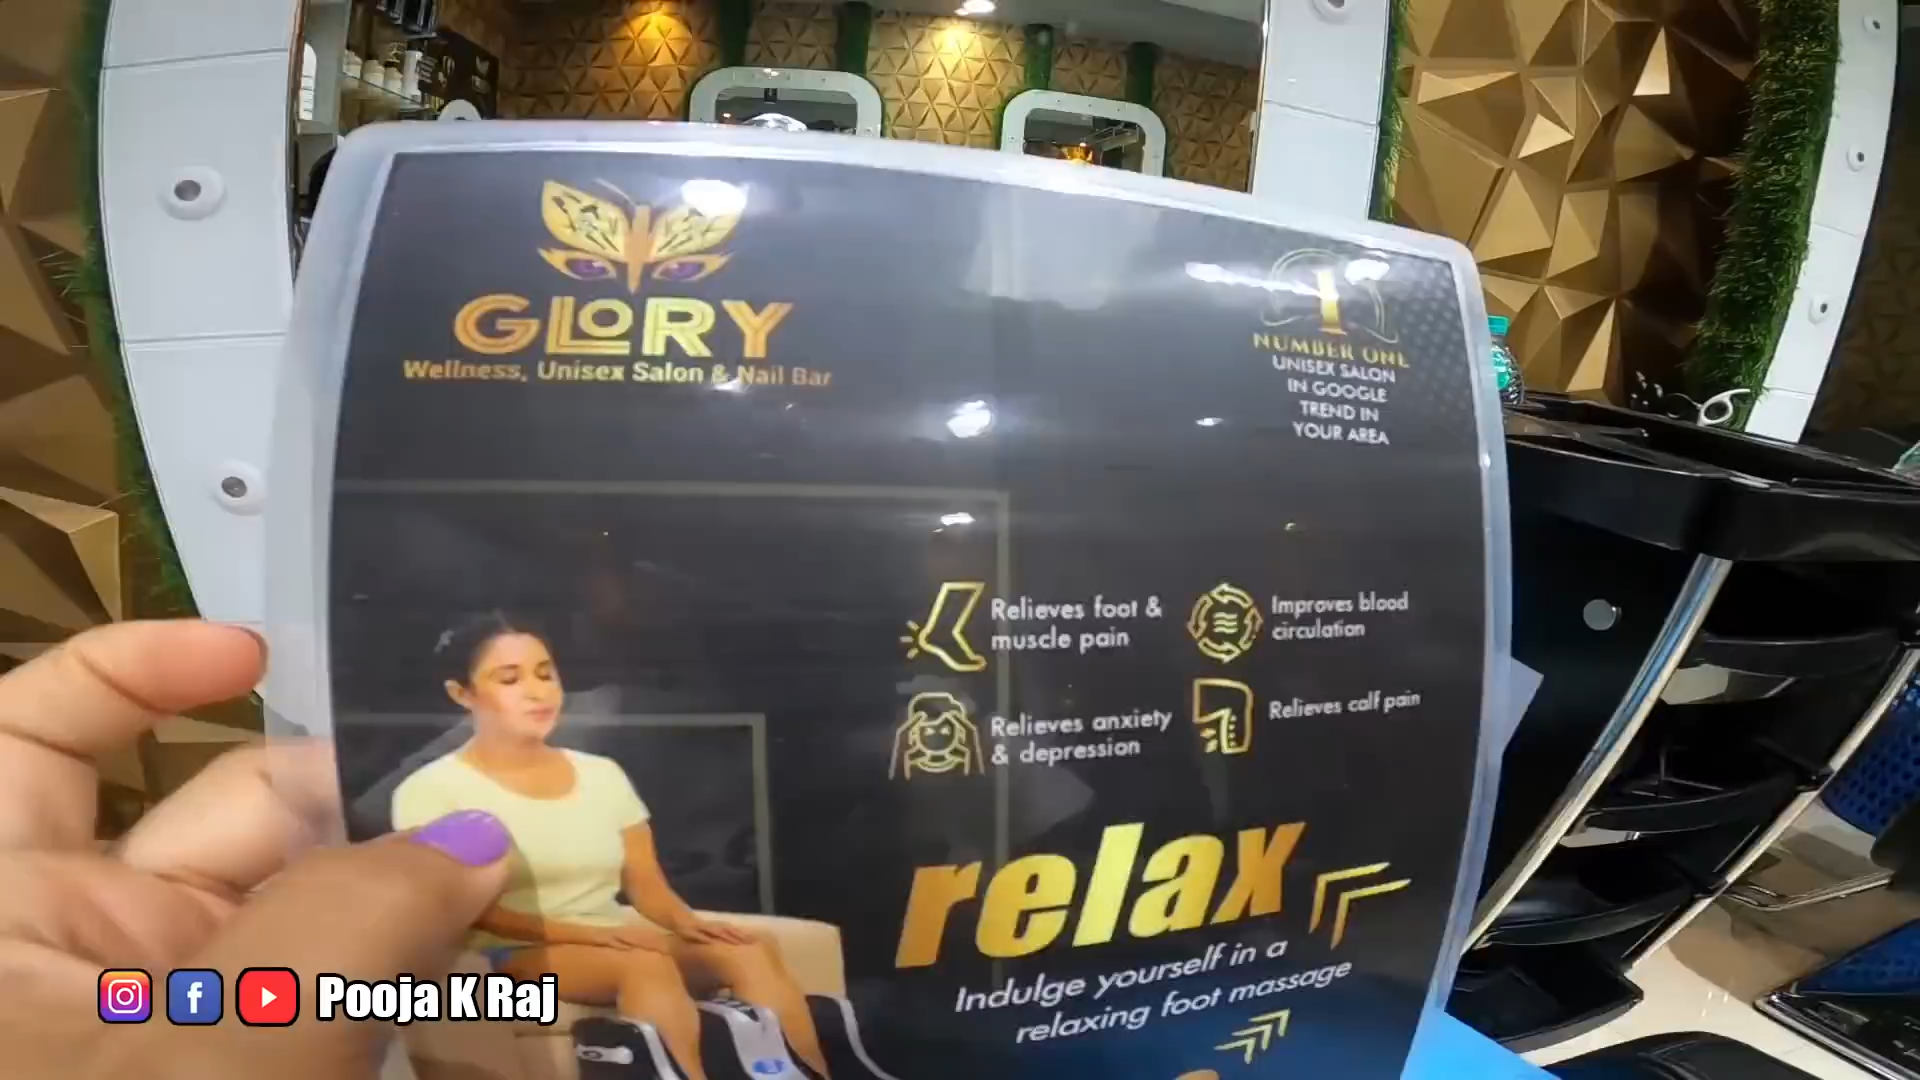 GLORY
Wellness, Unisex Salon & Nail Bar
1
NUMBER ONE
UNISEX SALON
IN GOOGLE
TREND IN
YOUR AREA
Relieves foot &
muscle pain
Improves blood
circulation
Relieves anxiety
& depression
Relieves calf pain
relax
Indulge yourself in a
relaxing foot massage
Pooja K Raj